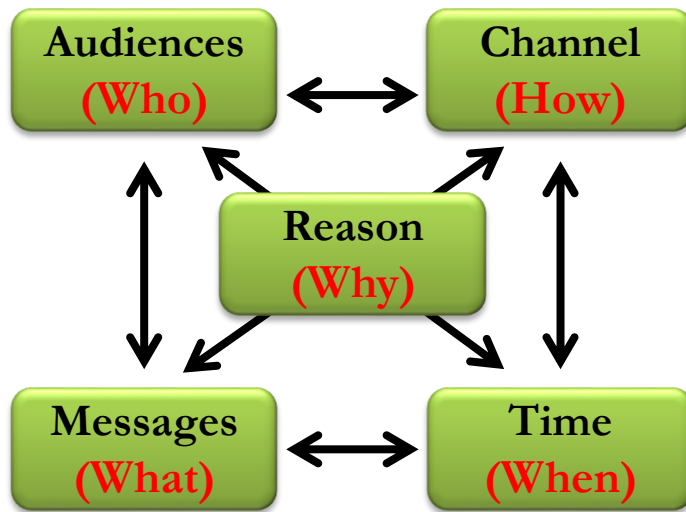 Audiences
(Who)
Channel
(How)
Reason
(Why)
Messages
(What)
Time
(When)